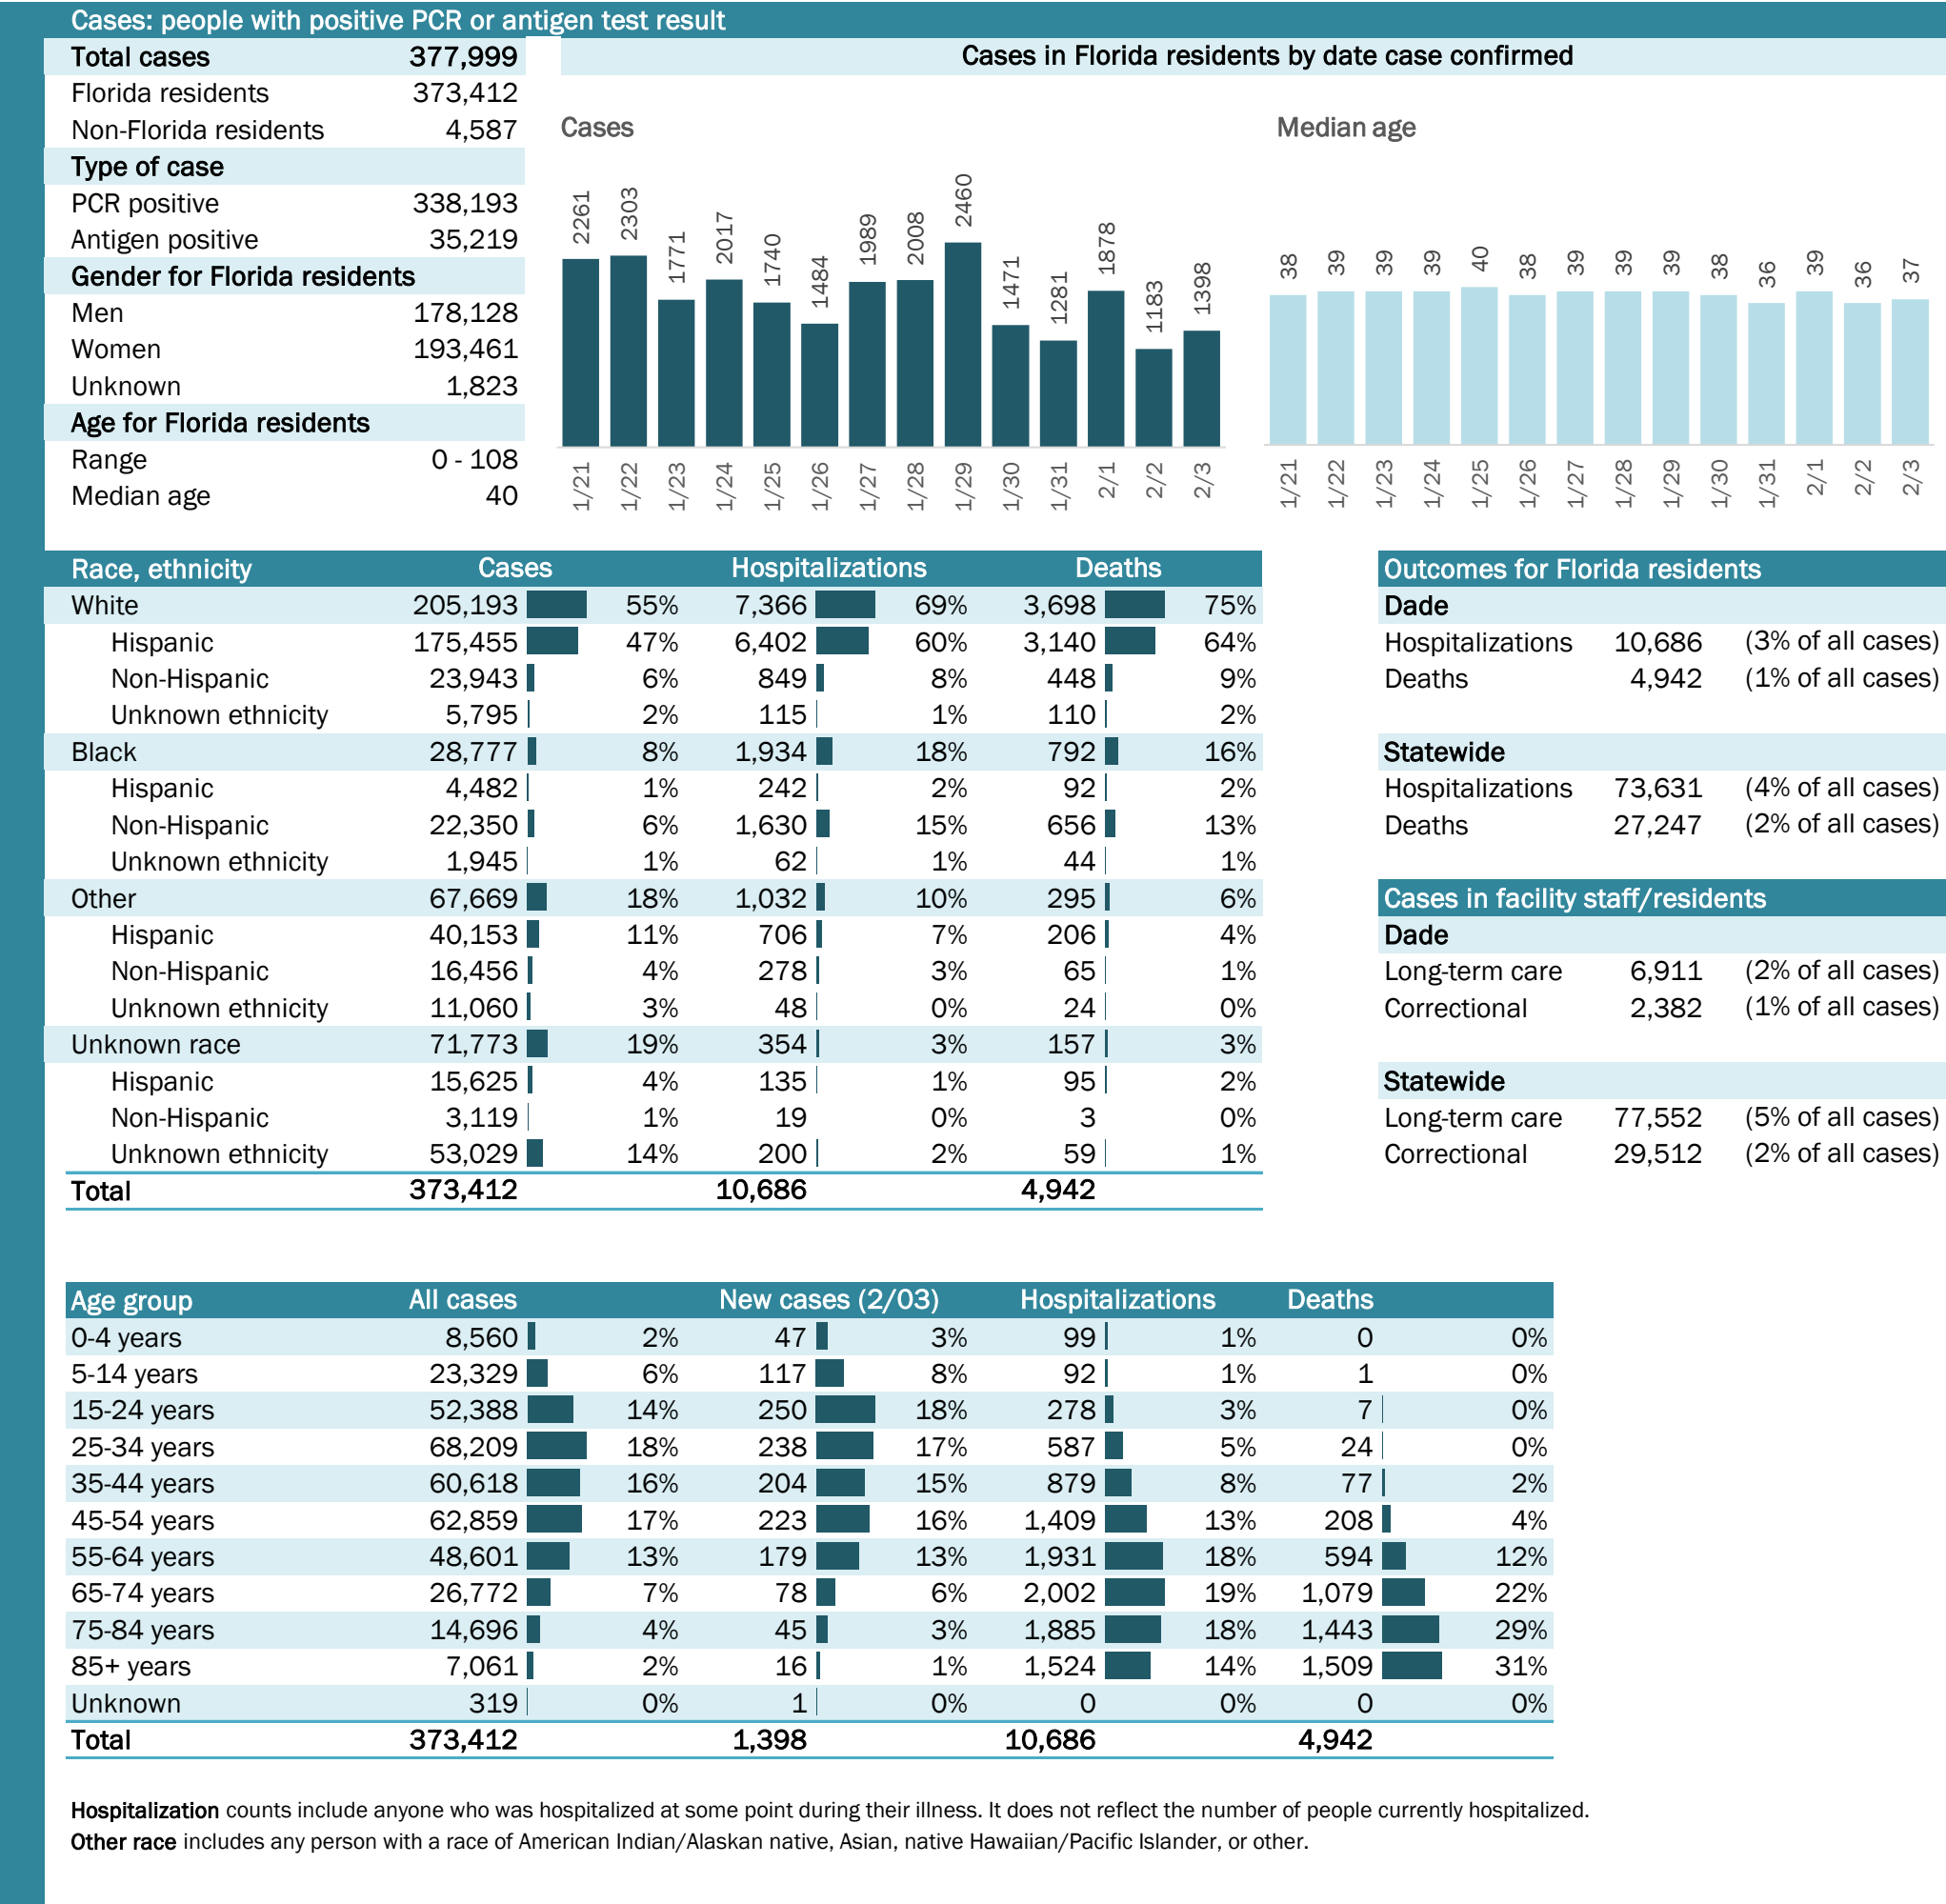 Cases: people with positive PCR or antigen test result
Total cases 377,999
Florida residents 373,412
Non-Florida residents 4,587
Type of case
PCR positive 338,193
Antigen positive 35,219
Gender for Florida residents
Men 178,128
Women 193,461
Unknown 1,823
Age for Florida residents
Range 0 - 108
Median age 40
Cases in Florida residents by date case confirmed
Cases
2261 2303 1771 2017 1740 1484 1989 2008 2460 1471 1281 1878 1183 1398
1/21 1/22 1/23 1/24 1/25 1/26 1/27 1/28 1/29 1/30 1/31 2/1 2/2 2/3
Median age
38 39 39 39 40 38 39 39 39 38 36 39 36 37
1/21 1/22 1/23 1/24 1/25 1/26 1/27 1/28 1/29 1/30 1/31 2/1 2/2 2/3
Race, ethnicity Cases Hospitalizations Deaths
White 205,193 55% 7,366 69% 3,698 75%
Hispanic 175,455 47% 6,402 60% 3,140 64%
Non-Hispanic 23,943 6% 849 8% 448 9%
Unknown ethnicity 5,795 2% 115 1% 110 2%
Black 28,777 8% 1,934 18% 792 16%
Hispanic 4,482 1% 242 2% 92 2%
Non-Hispanic 22,350 6% 1,630 15% 656 13%
Unknown ethnicity 1,945 1% 62 1% 44 1%
Other 67,669 18% 1,032 10% 295 6%
Hispanic 40,153 11% 706 7% 206 4%
Non-Hispanic 16,456 4% 278 3% 65 1%
Unknown ethnicity 11,060 3% 48 0% 24 0%
Unknown race 71,773 19% 354 3% 157 3%
Hispanic 15,625 4% 135 1% 95 2%
Non-Hispanic 3,119 1% 19 0% 3 0%
Unknown ethnicity 53,029 14% 200 2% 59 1%
Total 373,412 10,686 4,942
Outcomes for Florida residents
Dade
Hospitalizations 10,686 (3% of all cases)
Deaths 4,942 (1% of all cases)
Statewide
Hospitalizations 73,631 (4% of all cases)
Deaths 27,247 (2% of all cases)
Cases in facility staff/residents
Dade
Long-term care 6,911 (2% of all cases)
Correctional 2,382 (1% of all cases)
Statewide
Long-term care 77,552 (5% of all cases)
Correctional 29,512 (2% of all cases)
Age group All cases New cases (2/03) Hospitalizations Deaths
0-4 years 8,560 2% 47 3% 99 1% 0 0%
5-14 years 23,329 6% 117 8% 92 1% 1 0%
15-24 years 52,388 14% 250 18% 278 3% 7 0%
25-34 years 68,209 18% 238 17% 587 5% 24 0%
35-44 years 60,618 16% 204 15% 879 8% 77 2%
45-54 years 62,859 17% 223 16% 1,409 13% 208 4%
55-64 years 48,601 13% 179 13% 1,931 18% 594 12%
65-74 years 26,772 7% 78 6% 2,002 19% 1,079 22%
75-84 years 14,696 4% 45 3% 1,885 18% 1,443 29%
85+ years 7,061 2% 16 1% 1,524 14% 1,509 31%
Unknown 319 0% 1 0% 0 0% 0 0%
Total 373,412 1,398 10,686 4,942
Hospitalization counts include anyone who was hospitalized at some point during their illness. It does not reflect the number of people currently hospitalized.
Other race includes any person with a race of American Indian/Alaskan native, Asian, native Hawaiian/Pacific Islander, or other.